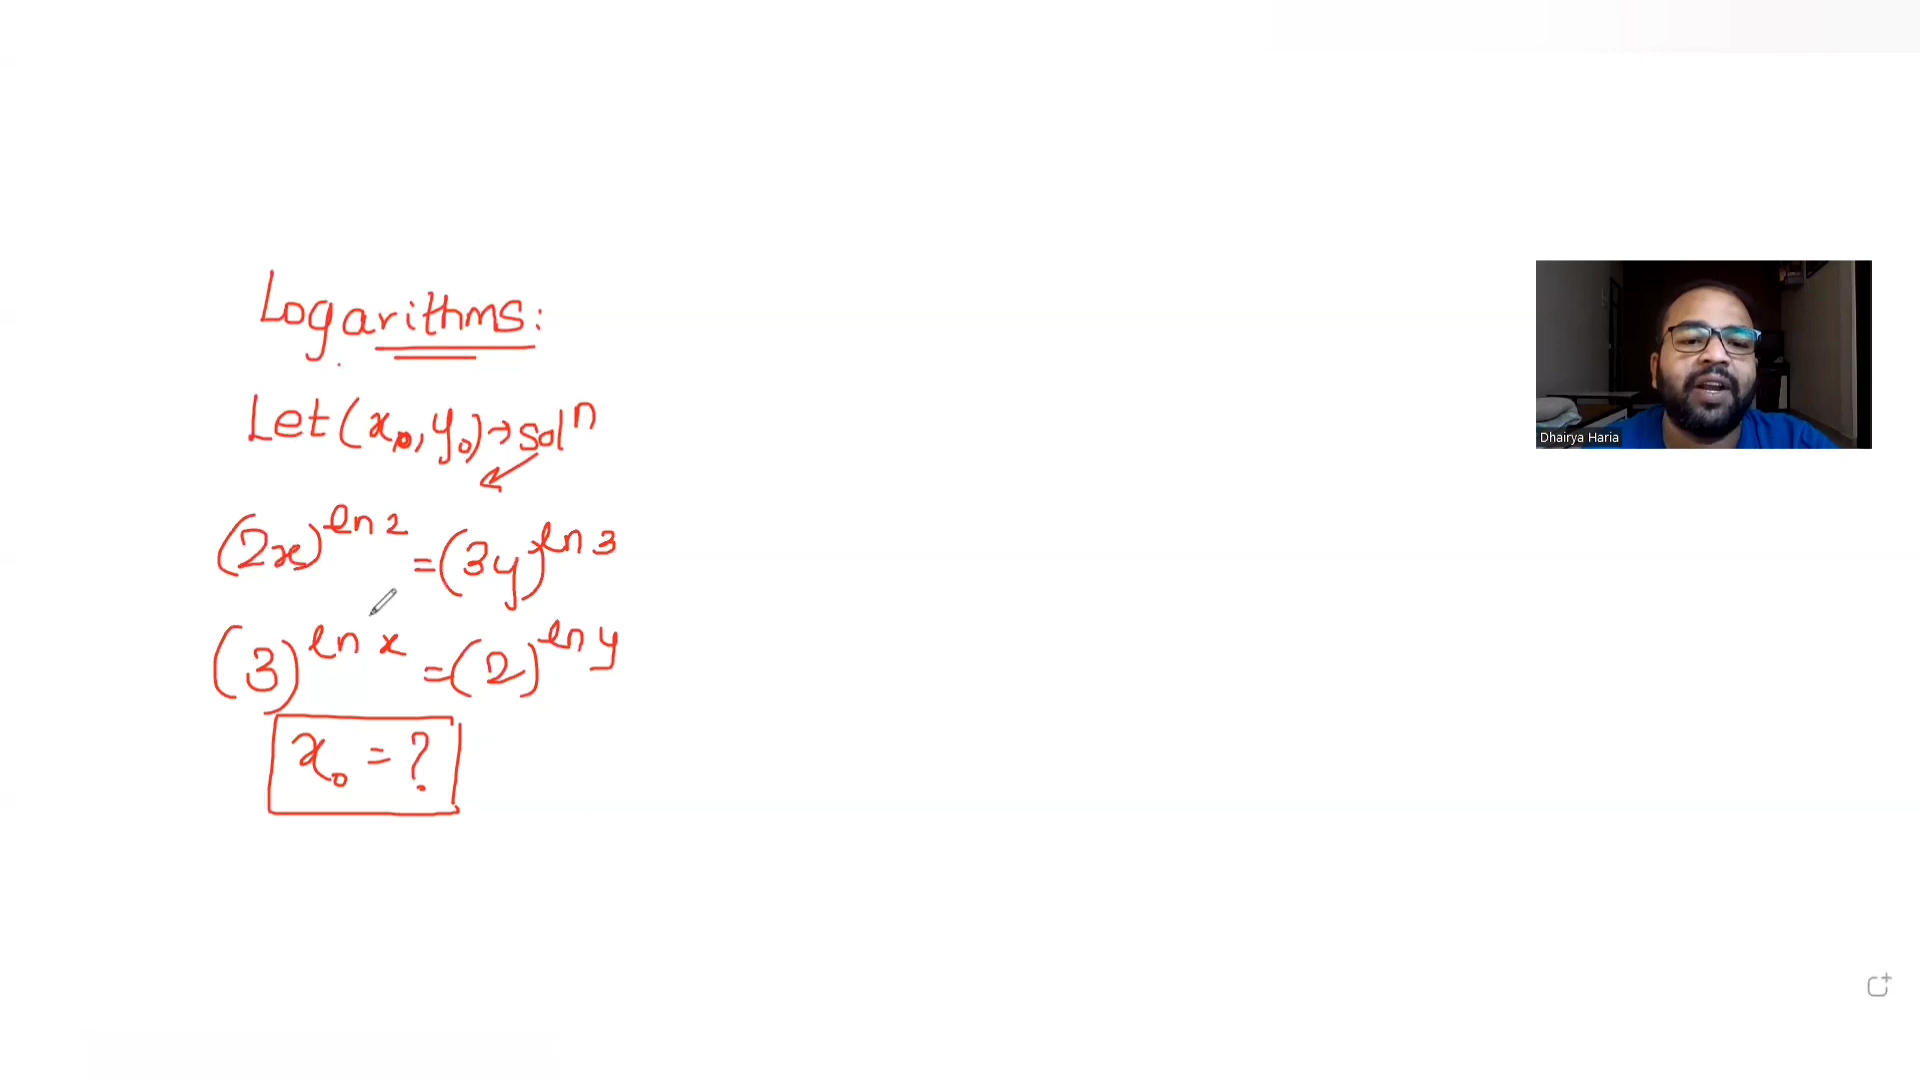 Logarithms:
Let (x₀, y₀) → solⁿ
(2x)^{ln 2} = (3y)^{ln 3}
(3)^{ln x} = (2)^{ln y}
x₀ = ?
Dhairya Haria